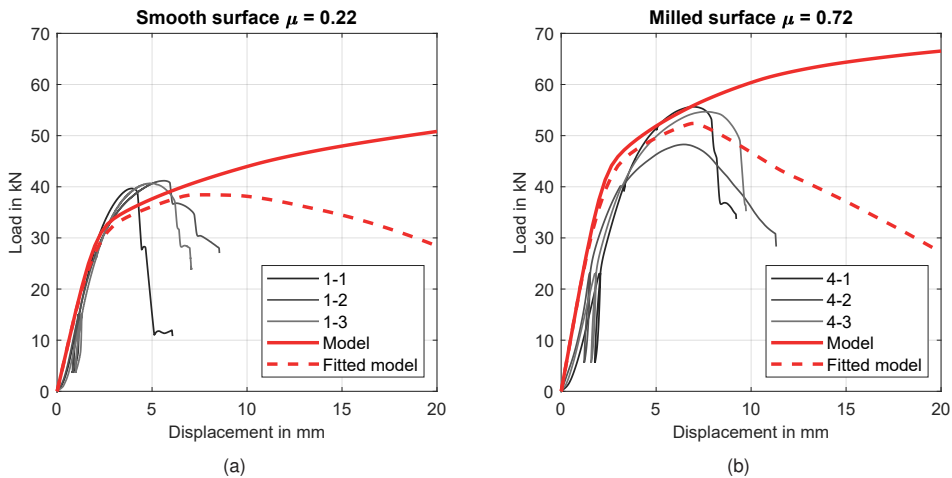 Smooth surface μ = 0.22
70
60
50
40
30
20
10
0
Load in kN
0 5 10 15 20
Displacement in mm
1-1
1-2
1-3
Model
Fitted model
(a)
Milled surface μ = 0.72
70
60
50
40
30
20
10
0
Load in kN
0 5 10 15 20
Displacement in mm
4-1
4-2
4-3
Model
Fitted model
(b)